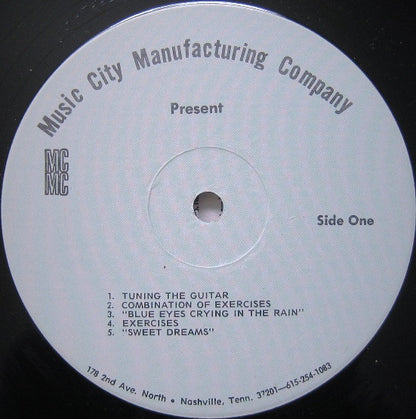 Music City Manufacturing Company
Present
MC
MC
Side One
1. TUNING THE GUITAR
2. COMBINATION OF EXERCISES
3. "BLUE EYES CRYING IN THE RAIN"
4. EXERCISES
5. "SWEET DREAMS"
178 2nd Ave. North • Nashville, Tenn. 37201—615-254-1083